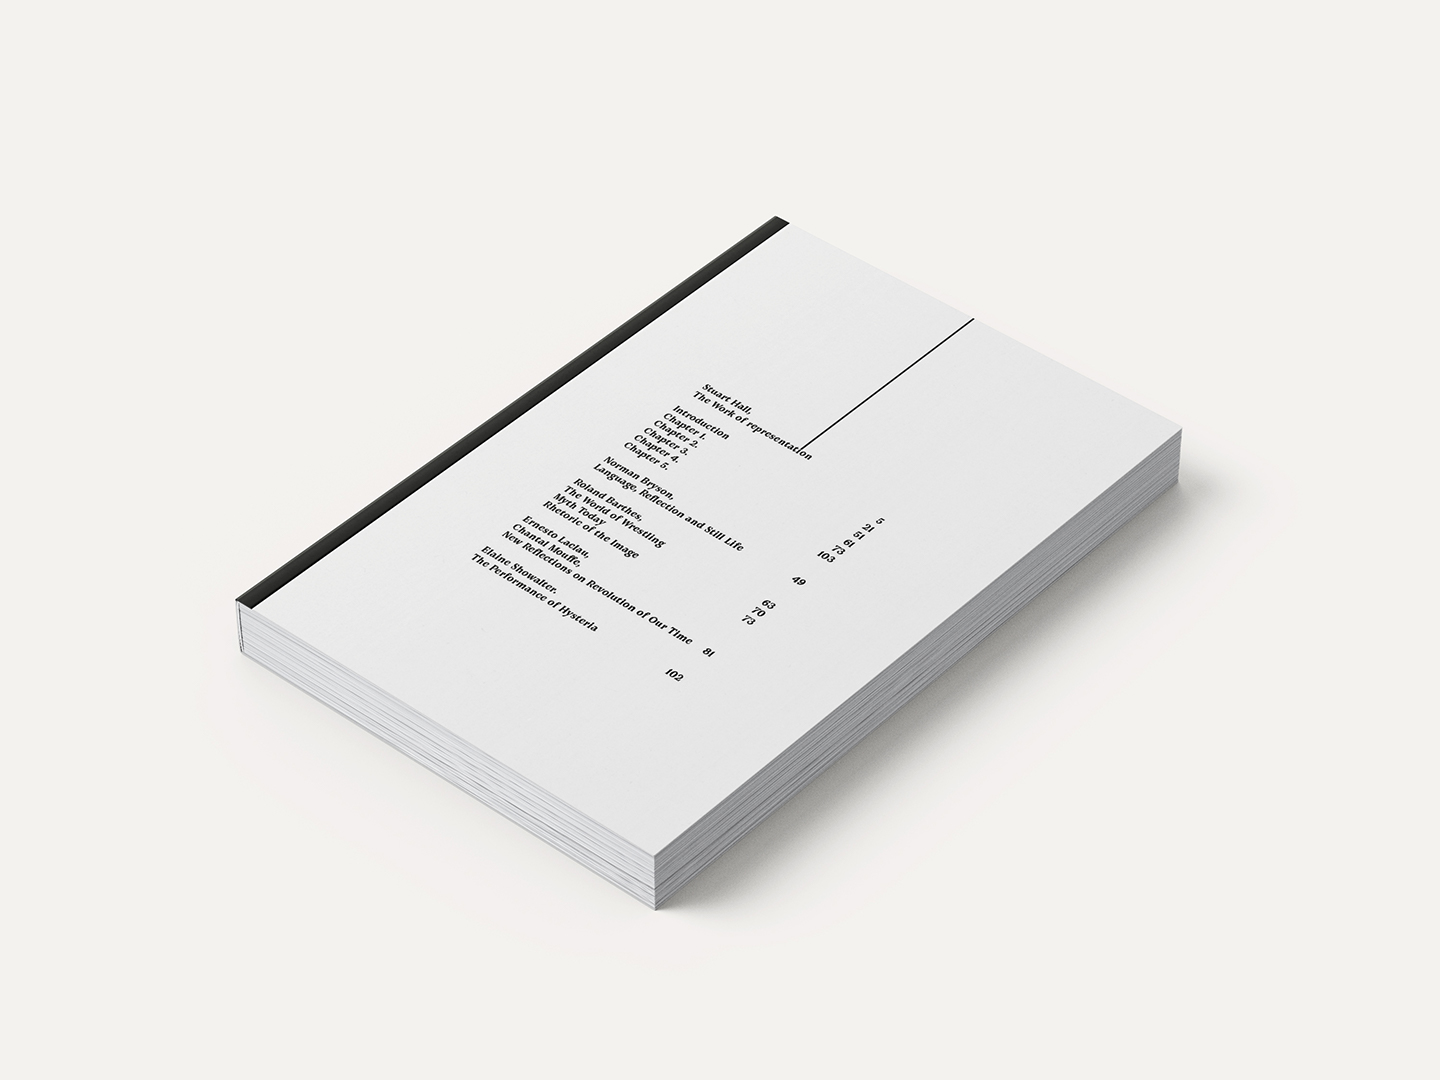 Stuart Hall,
The Work of representation
Introduction 5
Chapter 1. 21
Chapter 2. 51
Chapter 3. 61
Chapter 4. 73
Chapter 5. 103
Norman Bryson,
Language, Reflection and Still Life 49
Roland Barthes,
The World of Wrestling 63
Myth Today 70
Rhetoric of the Image 73
Ernesto Laclau,
Chantal Mouffe,
New Reflections on Revolution of Our Time 81
Elaine Showalter.
The Performance of Hysteria 102